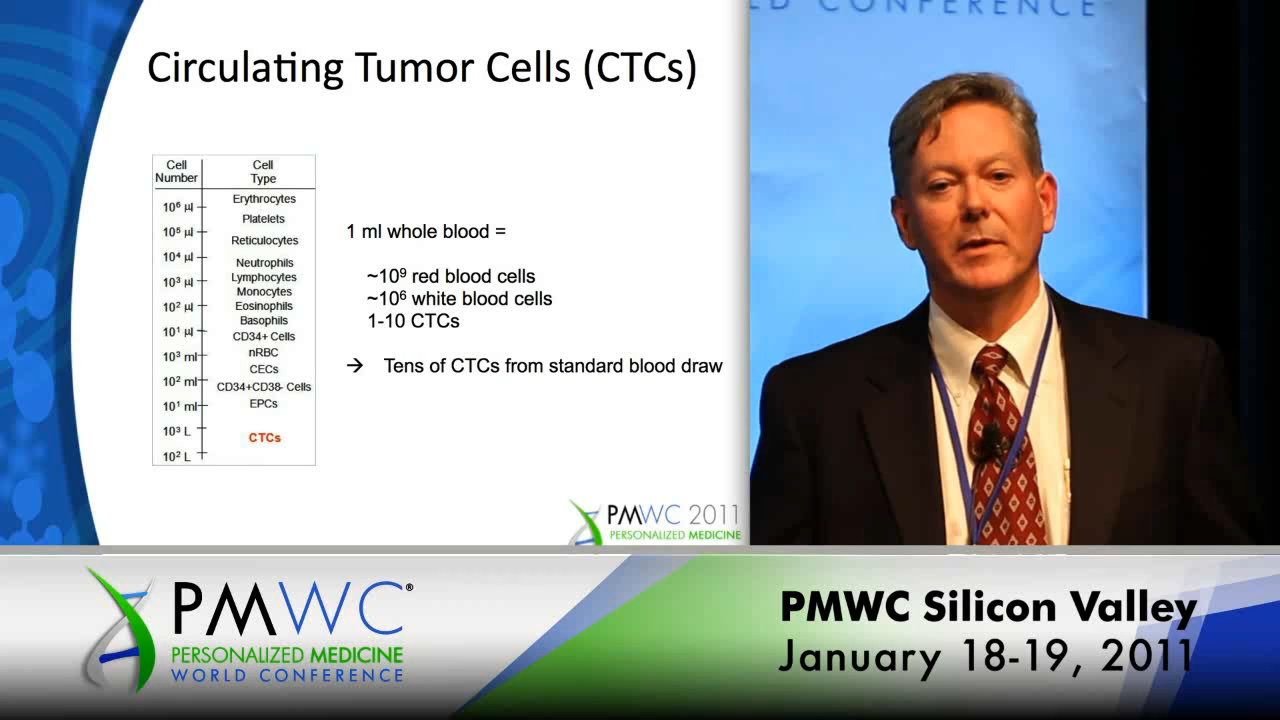 Circulating Tumor Cells (CTCs)
Cell Number Cell Type
10⁶ µl Erythrocytes
Platelets
10⁵ µl Reticulocytes
10⁴ µl Neutrophils
10³ µl Lymphocytes
Monocytes
10² µl Eosinophils
Basophils
10¹ µl CD34+ Cells
10³ ml nRBC
CECs
10² ml CD34+CD38- Cells
10¹ ml EPCs
10³ L CTCs
10² L
1 ml whole blood =
~10⁹ red blood cells
~10⁶ white blood cells
1-10 CTCs
→ Tens of CTCs from standard blood draw
PMWC 2011
PERSONALIZED MEDICINE
LD CONFERENCE
PMWC®
PERSONALIZED MEDICINE
WORLD CONFERENCE
PMWC Silicon Valley
January 18-19, 2011